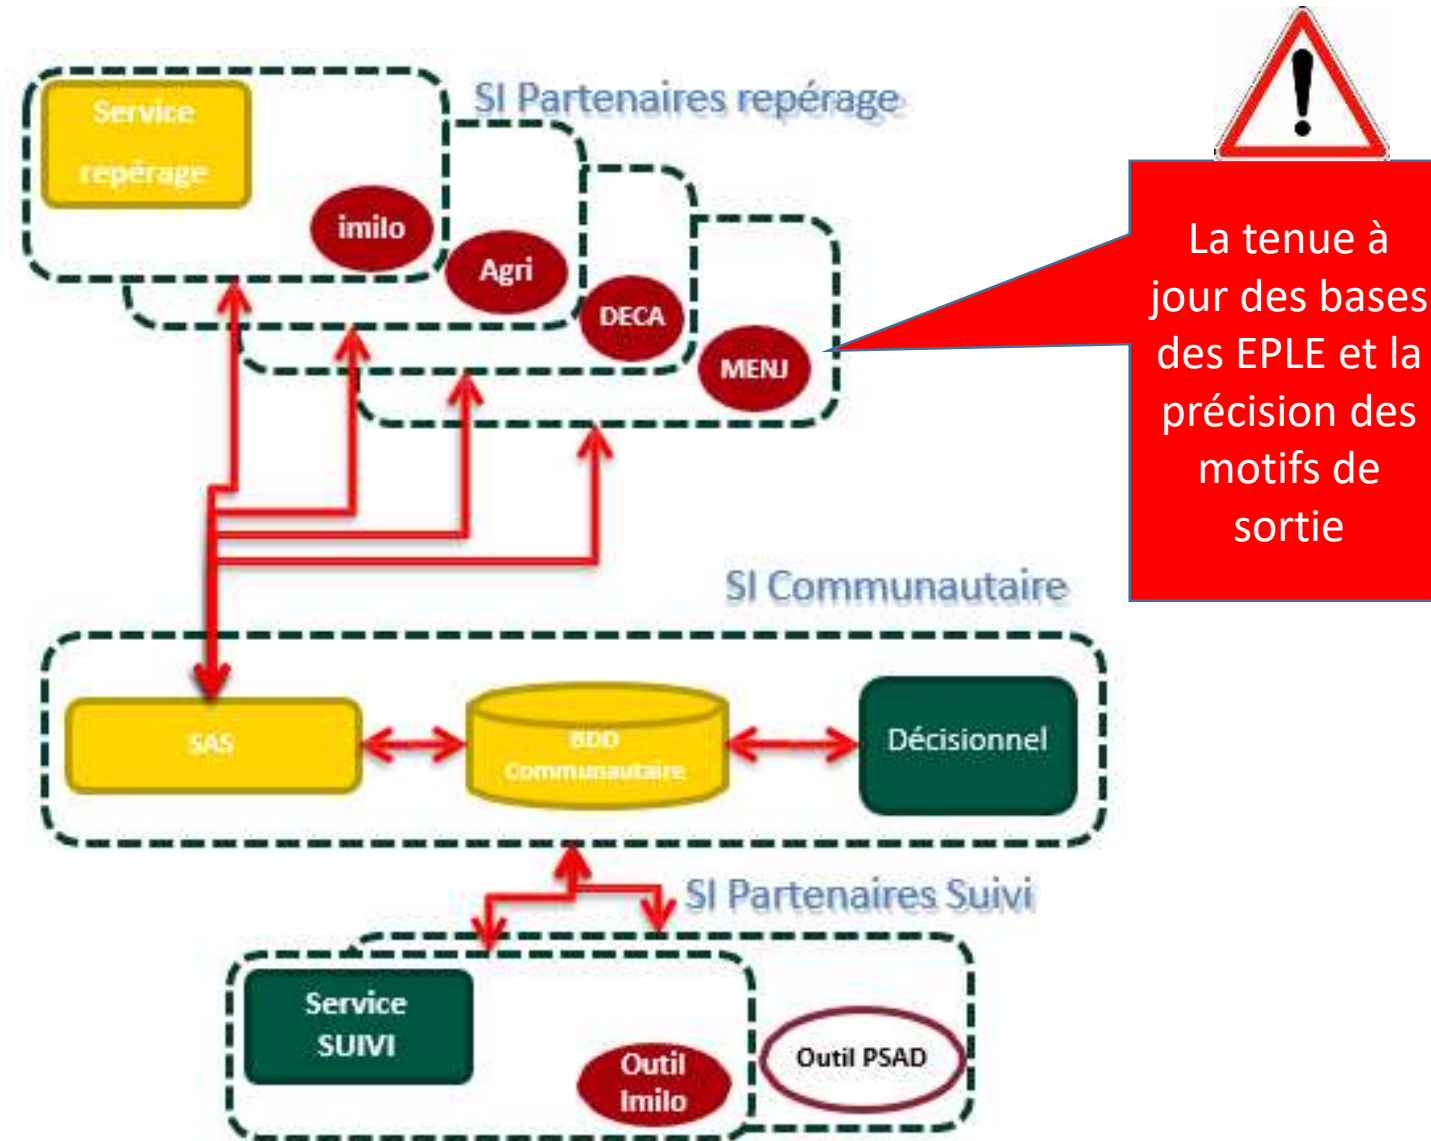 SI Partenaires repérage
Service
repérage
imilo
Agri
DECA
MENJ
La tenue à
jour des bases
des EPLE et la
précision des
motifs de
sortie
SI Communautaire
SAS
BDD
Communautaire
Décisionnel
SI Partenaires Suivi
Service
SUIVI
Outil
Imilo
Outil PSAD